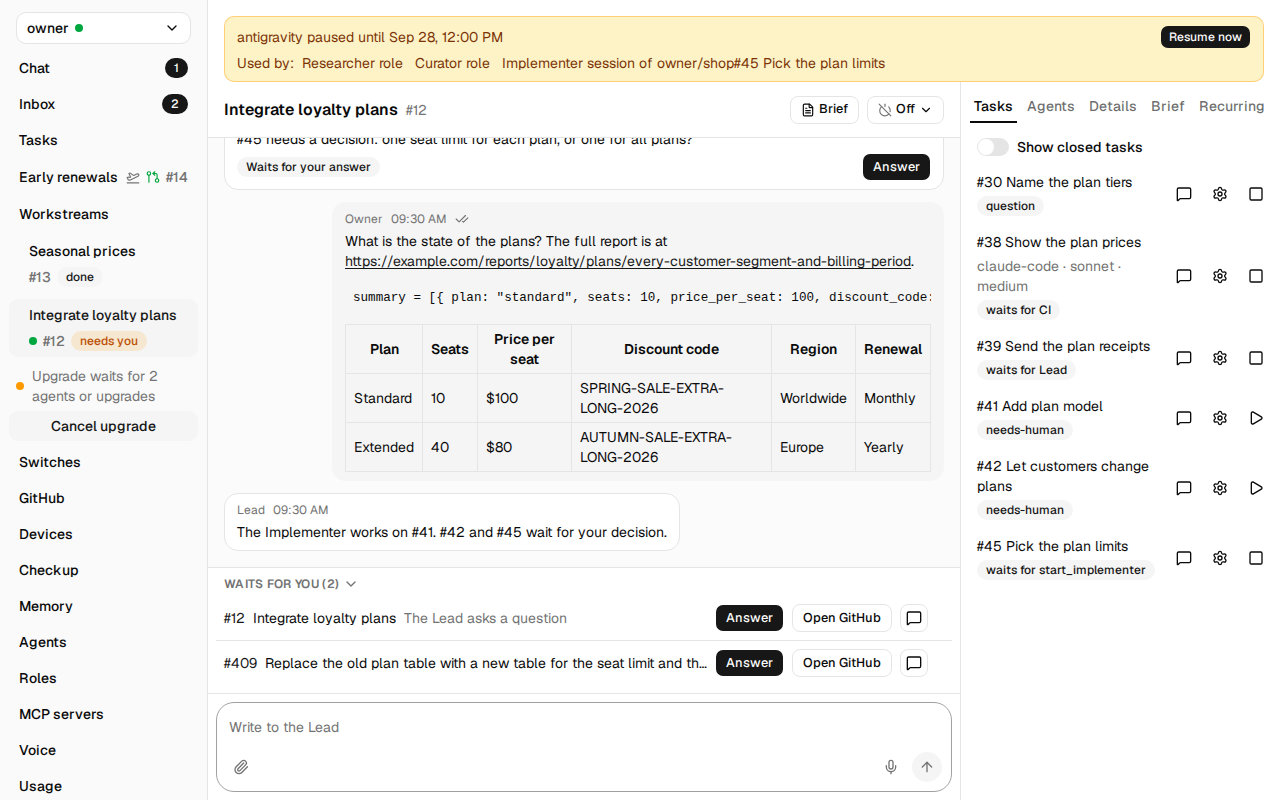 owner
Chat 1
Inbox 2
Tasks
Early renewals #14
Workstreams
Seasonal prices
#13 done
Integrate loyalty plans
#12 needs you
Upgrade waits for 2
agents or upgrades
Cancel upgrade
Switches
GitHub
Devices
Checkup
Memory
Agents
Roles
MCP servers
Voice
Usage
antigravity paused until Sep 28, 12:00 PM
Resume now
Used by: Researcher role Curator role Implementer session of owner/shop#45 Pick the plan limits
Integrate loyalty plans #12
Brief
Off
#45 needs a decision: one seat limit for each plan, or one for all plans?
Waits for your answer
Answer
Owner 09:30 AM
What is the state of the plans? The full report is at
https://example.com/reports/loyalty/plans/every-customer-segment-and-billing-period.
summary = [{ plan: "standard", seats: 10, price_per_seat: 100, discount_code:
Plan Seats Price per seat Discount code Region Renewal
Standard 10 $100 SPRING-SALE-EXTRA-LONG-2026 Worldwide Monthly
Extended 40 $80 AUTUMN-SALE-EXTRA-LONG-2026 Europe Yearly
Lead 09:30 AM
The Implementer works on #41. #42 and #45 wait for your decision.
WAITS FOR YOU (2)
#12 Integrate loyalty plans The Lead asks a question Answer Open GitHub
#409 Replace the old plan table with a new table for the seat limit and th… Answer Open GitHub
Write to the Lead
Tasks Agents Details Brief Recurring
Show closed tasks
#30 Name the plan tiers
question
#38 Show the plan prices
claude-code · sonnet ·
medium
waits for CI
#39 Send the plan receipts
waits for Lead
#41 Add plan model
needs-human
#42 Let customers change
plans
needs-human
#45 Pick the plan limits
waits for start_implementer